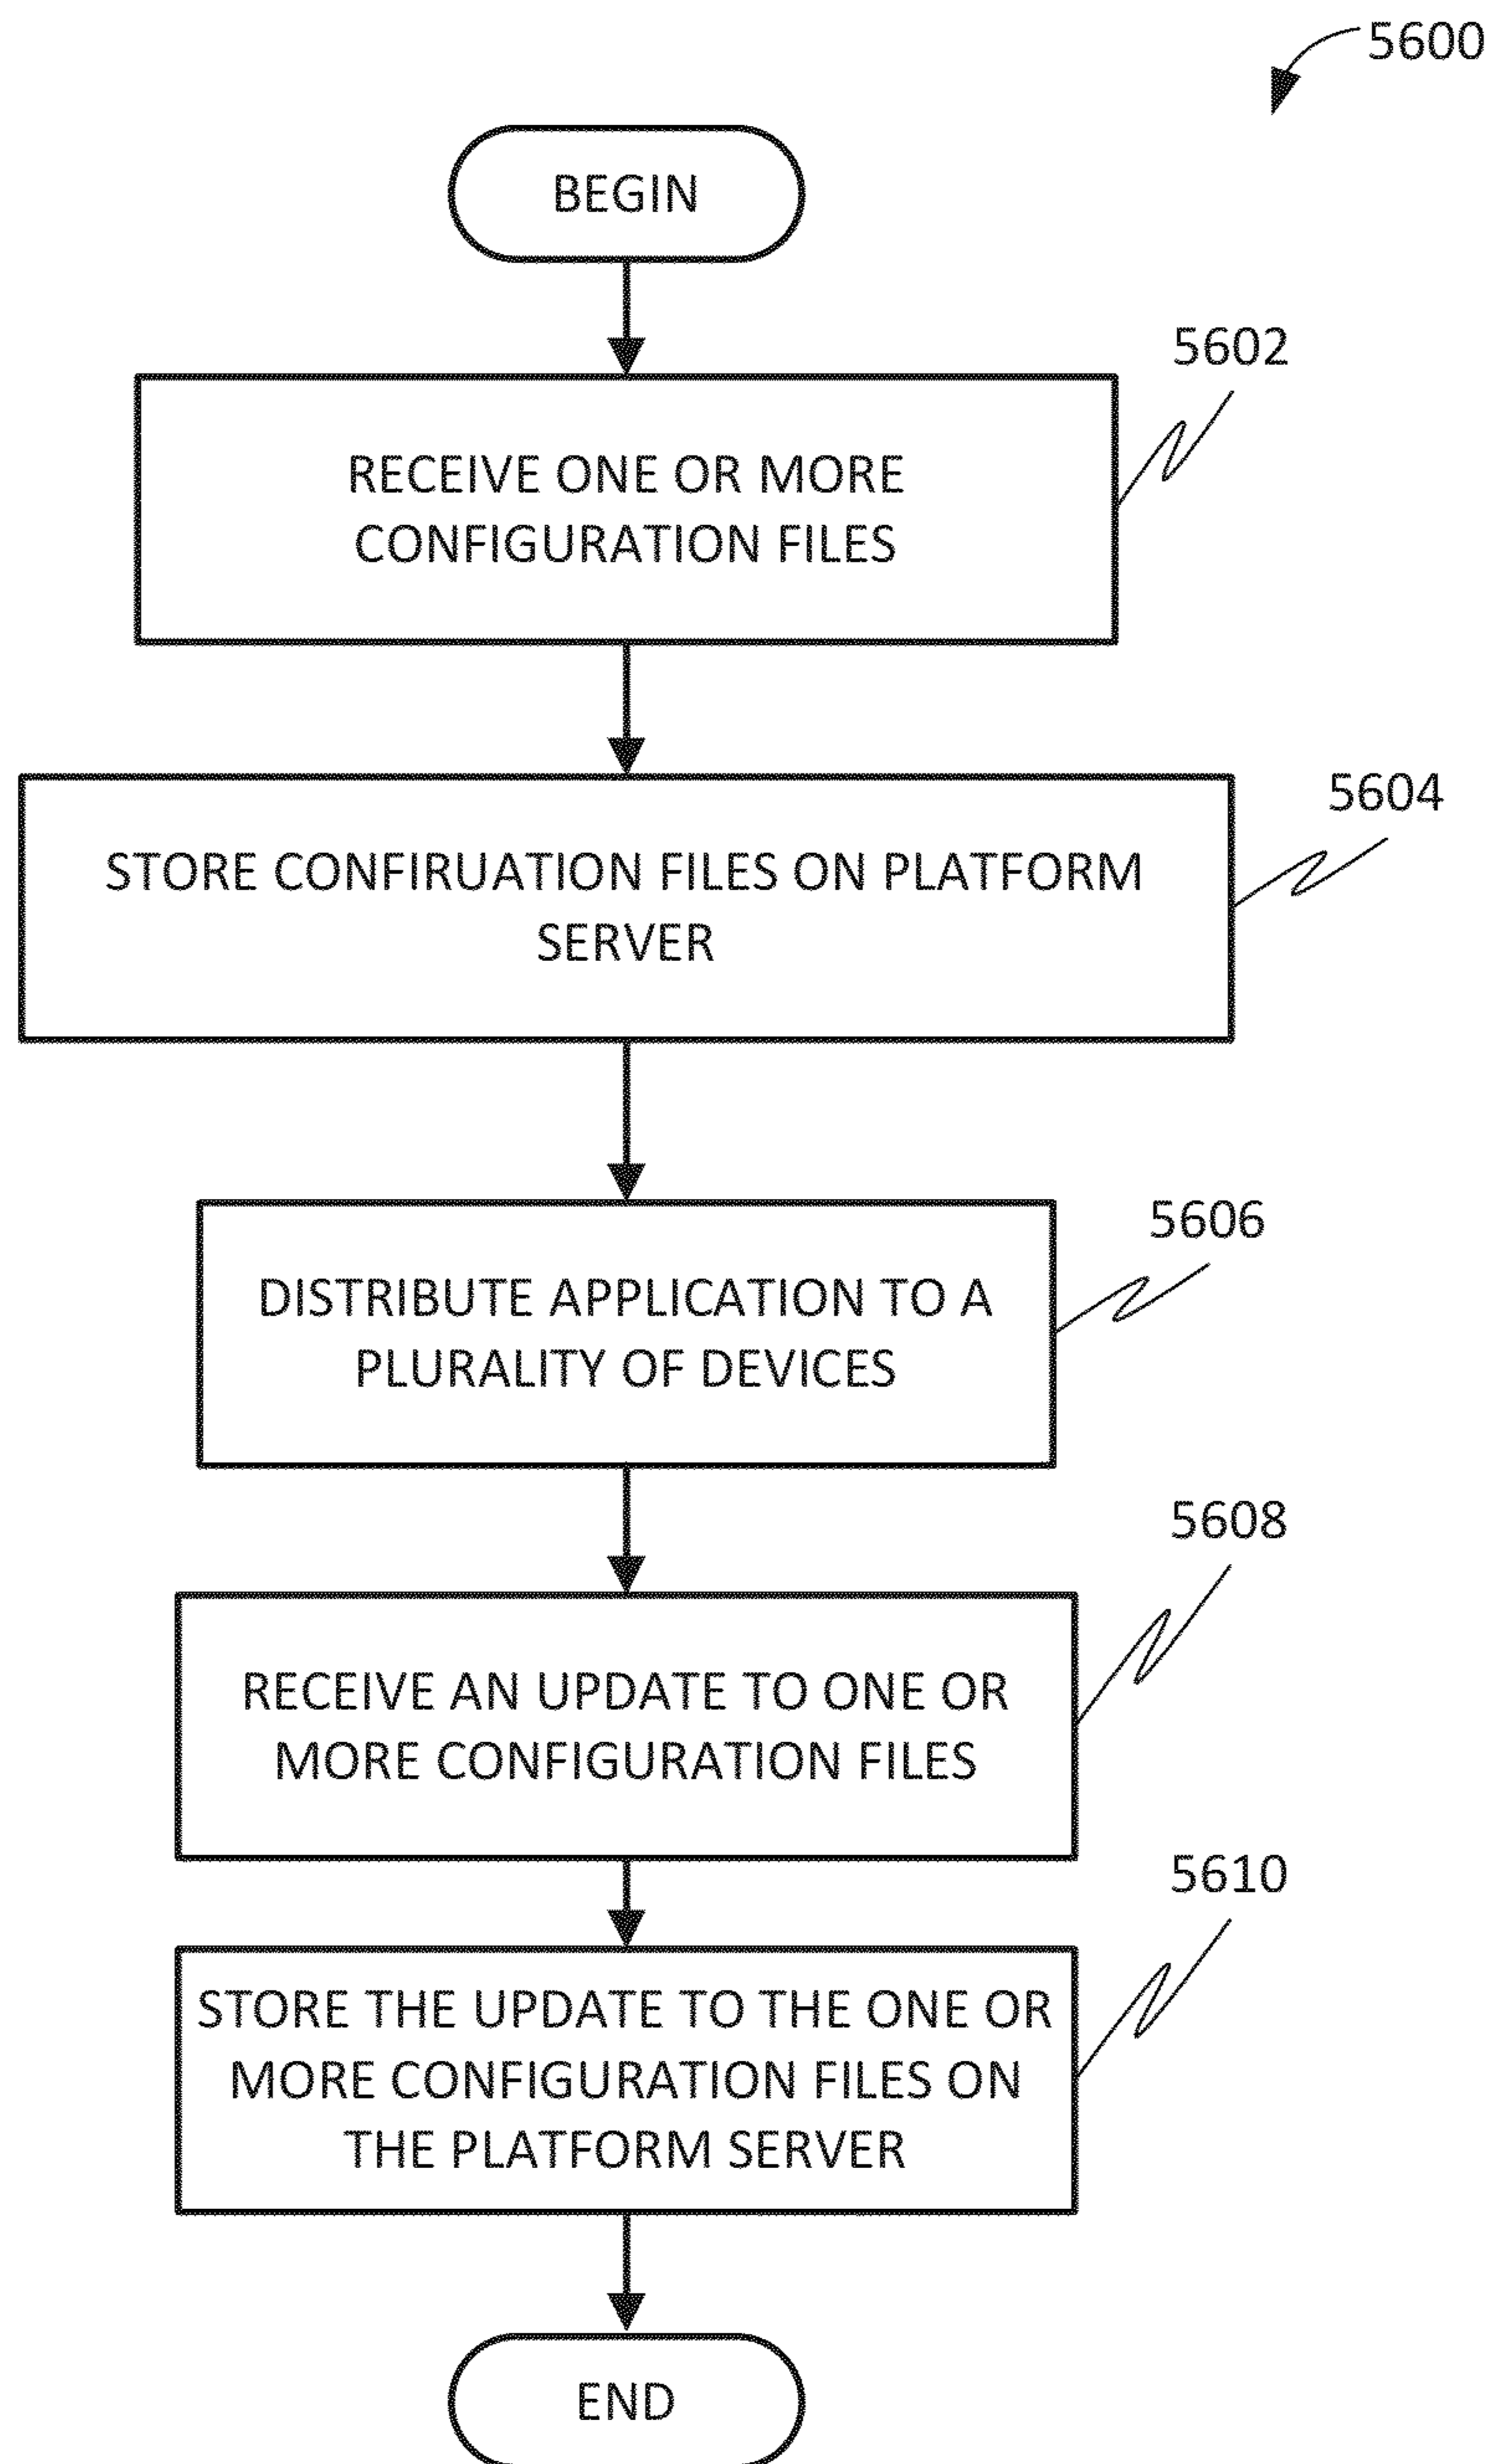 5600
BEGIN
5602
RECEIVE ONE OR MORE
CONFIGURATION FILES
5604
STORE CONFIRUATION FILES ON PLATFORM
SERVER
5606
DISTRIBUTE APPLICATION TO A
PLURALITY OF DEVICES
5608
RECEIVE AN UPDATE TO ONE OR
MORE CONFIGURATION FILES
5610
STORE THE UPDATE TO THE ONE OR
MORE CONFIGURATION FILES ON
THE PLATFORM SERVER
END